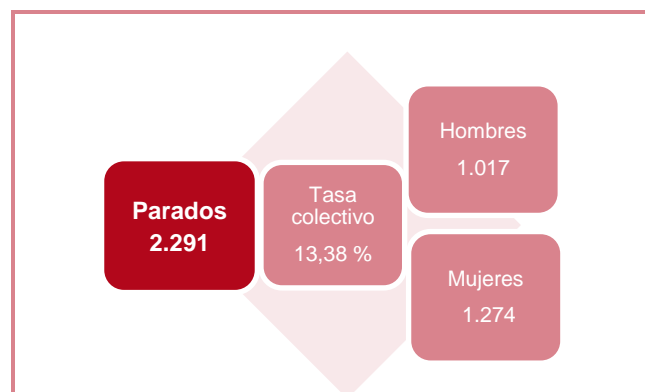 Parados
2.291
Tasa
colectivo
13,38 %
Hombres
1.017
Mujeres
1.274